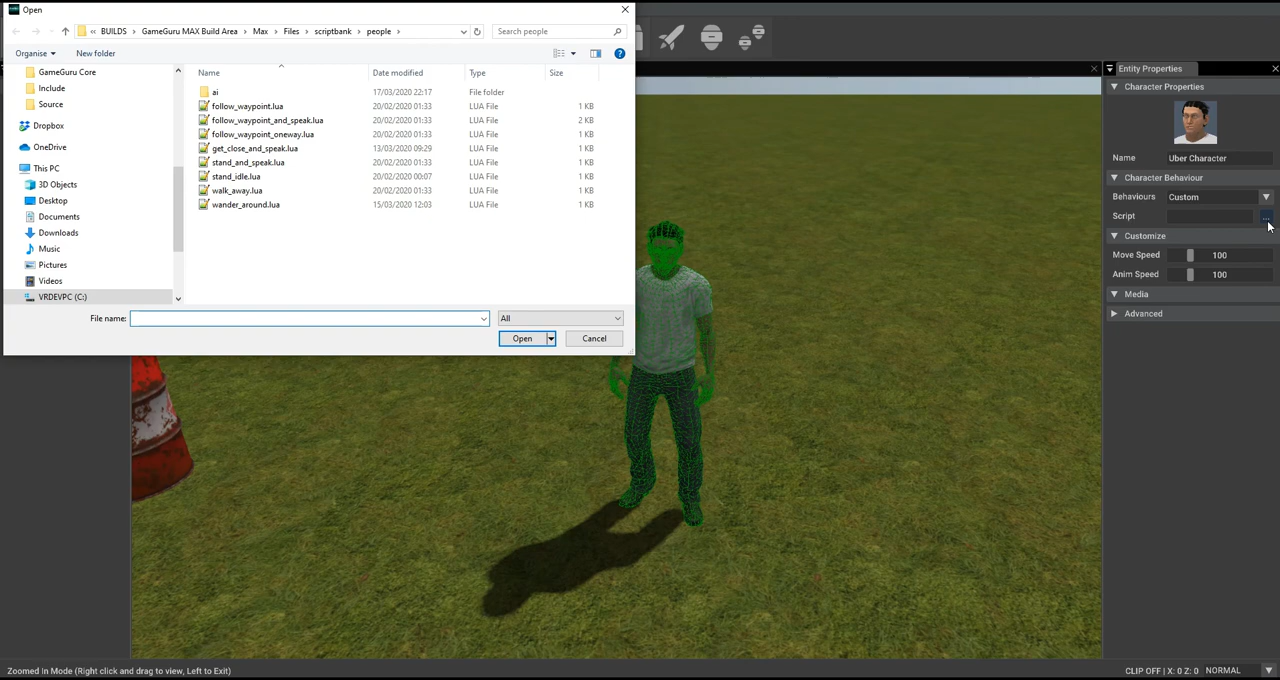 Open
« BUILDS › GameGuru MAX Build Area › Max › Files › scriptbank › people ›
Search people
Organise
New folder
Name
Date modified
Type
Size
GameGuru Core
Include
Source
Dropbox
OneDrive
This PC
3D Objects
Desktop
Documents
Downloads
Music
Pictures
Videos
VRDEVPC (C:)
ai 17/03/2020 22:17 File folder
follow_waypoint.lua 20/02/2020 01:33 LUA File 1 KB
follow_waypoint_and_speak.lua 20/02/2020 01:33 LUA File 2 KB
follow_waypoint_oneway.lua 20/02/2020 01:33 LUA File 1 KB
get_close_and_speak.lua 13/03/2020 09:29 LUA File 1 KB
stand_and_speak.lua 20/02/2020 01:33 LUA File 1 KB
stand_idle.lua 20/02/2020 00:07 LUA File 1 KB
walk_away.lua 20/02/2020 01:33 LUA File 1 KB
wander_around.lua 15/03/2020 12:03 LUA File 1 KB
File name:
All
Open
Cancel
Entity Properties
Character Properties
Name Uber Character
Character Behaviour
Behaviours Custom
Script ...
Customize
Move Speed 100
Anim Speed 100
Media
Advanced
Zoomed In Mode (Right click and drag to view, Left to Exit)
CLIP OFF | X: 0 Z: 0 NORMAL